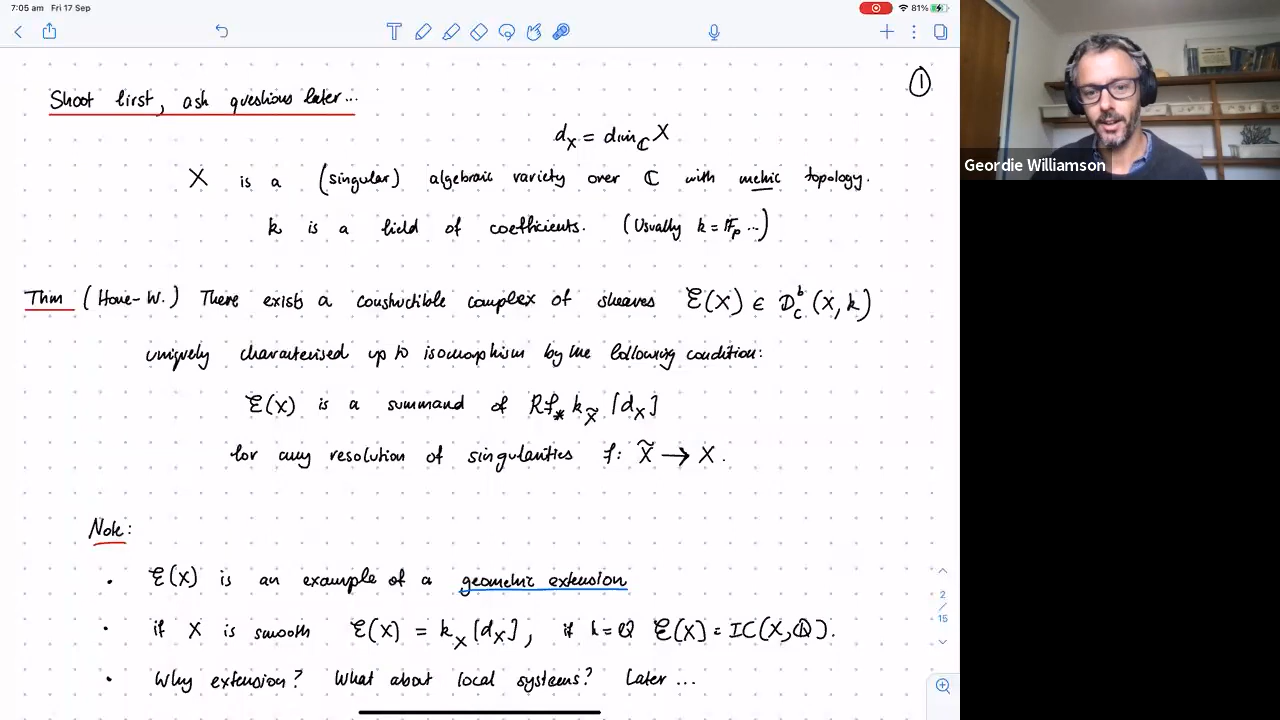 7:05 am Fri 17 Sep
81%
T
①
Shoot first, ask questions later...
d_X = dim_ℂ X
X is a (singular) algebraic variety over ℂ with metric topology.
k is a field of coefficients. (Usually k = 𝔽_p ...)
Thm (Hone-W.) There exists a constructible complex of sheaves ℰ(X) ∈ D^b_c (X, k)
uniquely characterised up to isomorphism by the following condition:
ℰ(X) is a summand of Rf_* k_X̃ [d_X]
for any resolution of singularities f: X̃ → X.
Note:
• ℰ(X) is an example of a geometric extension
• if X is smooth ℰ(X) = k_X [d_X], if k = ℚ ℰ(X) = IC(X, ℚ).
• Why extension? What about local systems? Later ...
2
/
15
Geordie Williamson